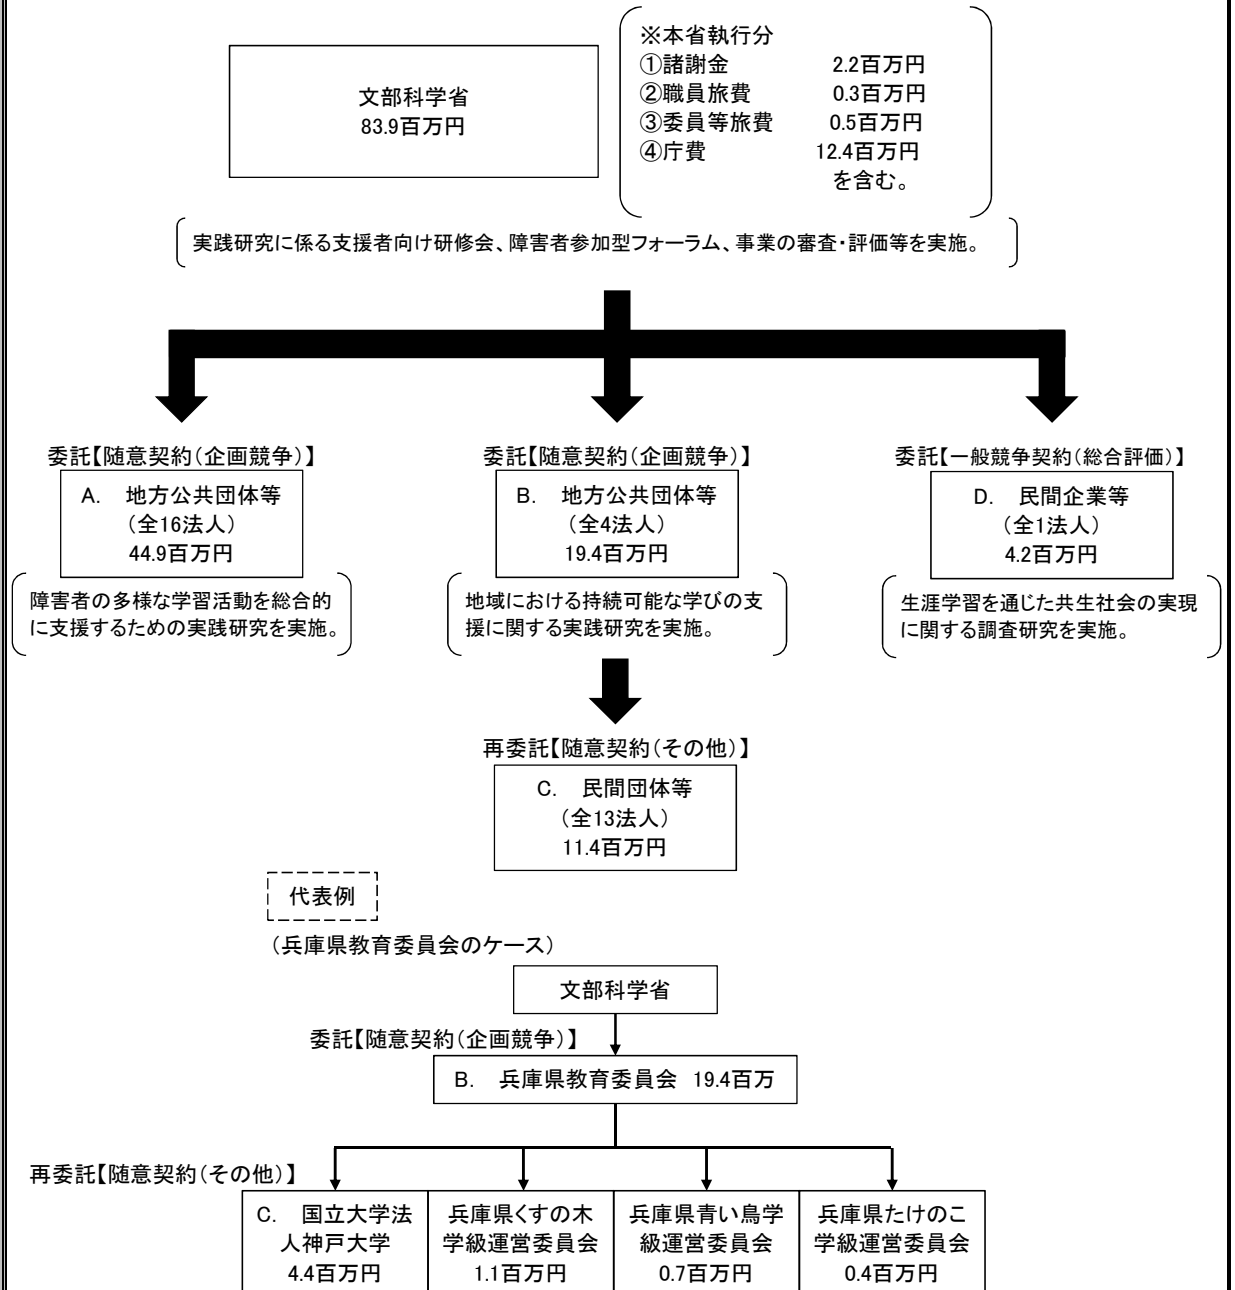 文部科学省
83.9百万円
※本省執行分
①諸謝金 2.2百万円
②職員旅費 0.3百万円
③委員等旅費 0.5百万円
④庁費 12.4百万円
を含む。
実践研究に係る支援者向け研修会、障害者参加型フォーラム、事業の審査・評価等を実施。
委託【随意契約(企画競争)】
A. 地方公共団体等
(全16法人)
44.9百万円
障害者の多様な学習活動を総合的
に支援するための実践研究を実施。
委託【随意契約(企画競争)】
B. 地方公共団体等
(全4法人)
19.4百万円
地域における持続可能な学びの支
援に関する実践研究を実施。
委託【一般競争契約(総合評価)】
D. 民間企業等
(全1法人)
4.2百万円
生涯学習を通じた共生社会の実現
に関する調査研究を実施。
再委託【随意契約(その他)】
C. 民間団体等
(全13法人)
11.4百万円
代表例
(兵庫県教育委員会のケース)
文部科学省
委託【随意契約(企画競争)】
B. 兵庫県教育委員会 19.4百万
再委託【随意契約(その他)】
C. 国立大学法
人神戸大学
4.4百万円
兵庫県くすの木
学級運営委員会
1.1百万円
兵庫県青い鳥学
級運営委員会
0.7百万円
兵庫県たけのこ
学級運営委員会
0.4百万円